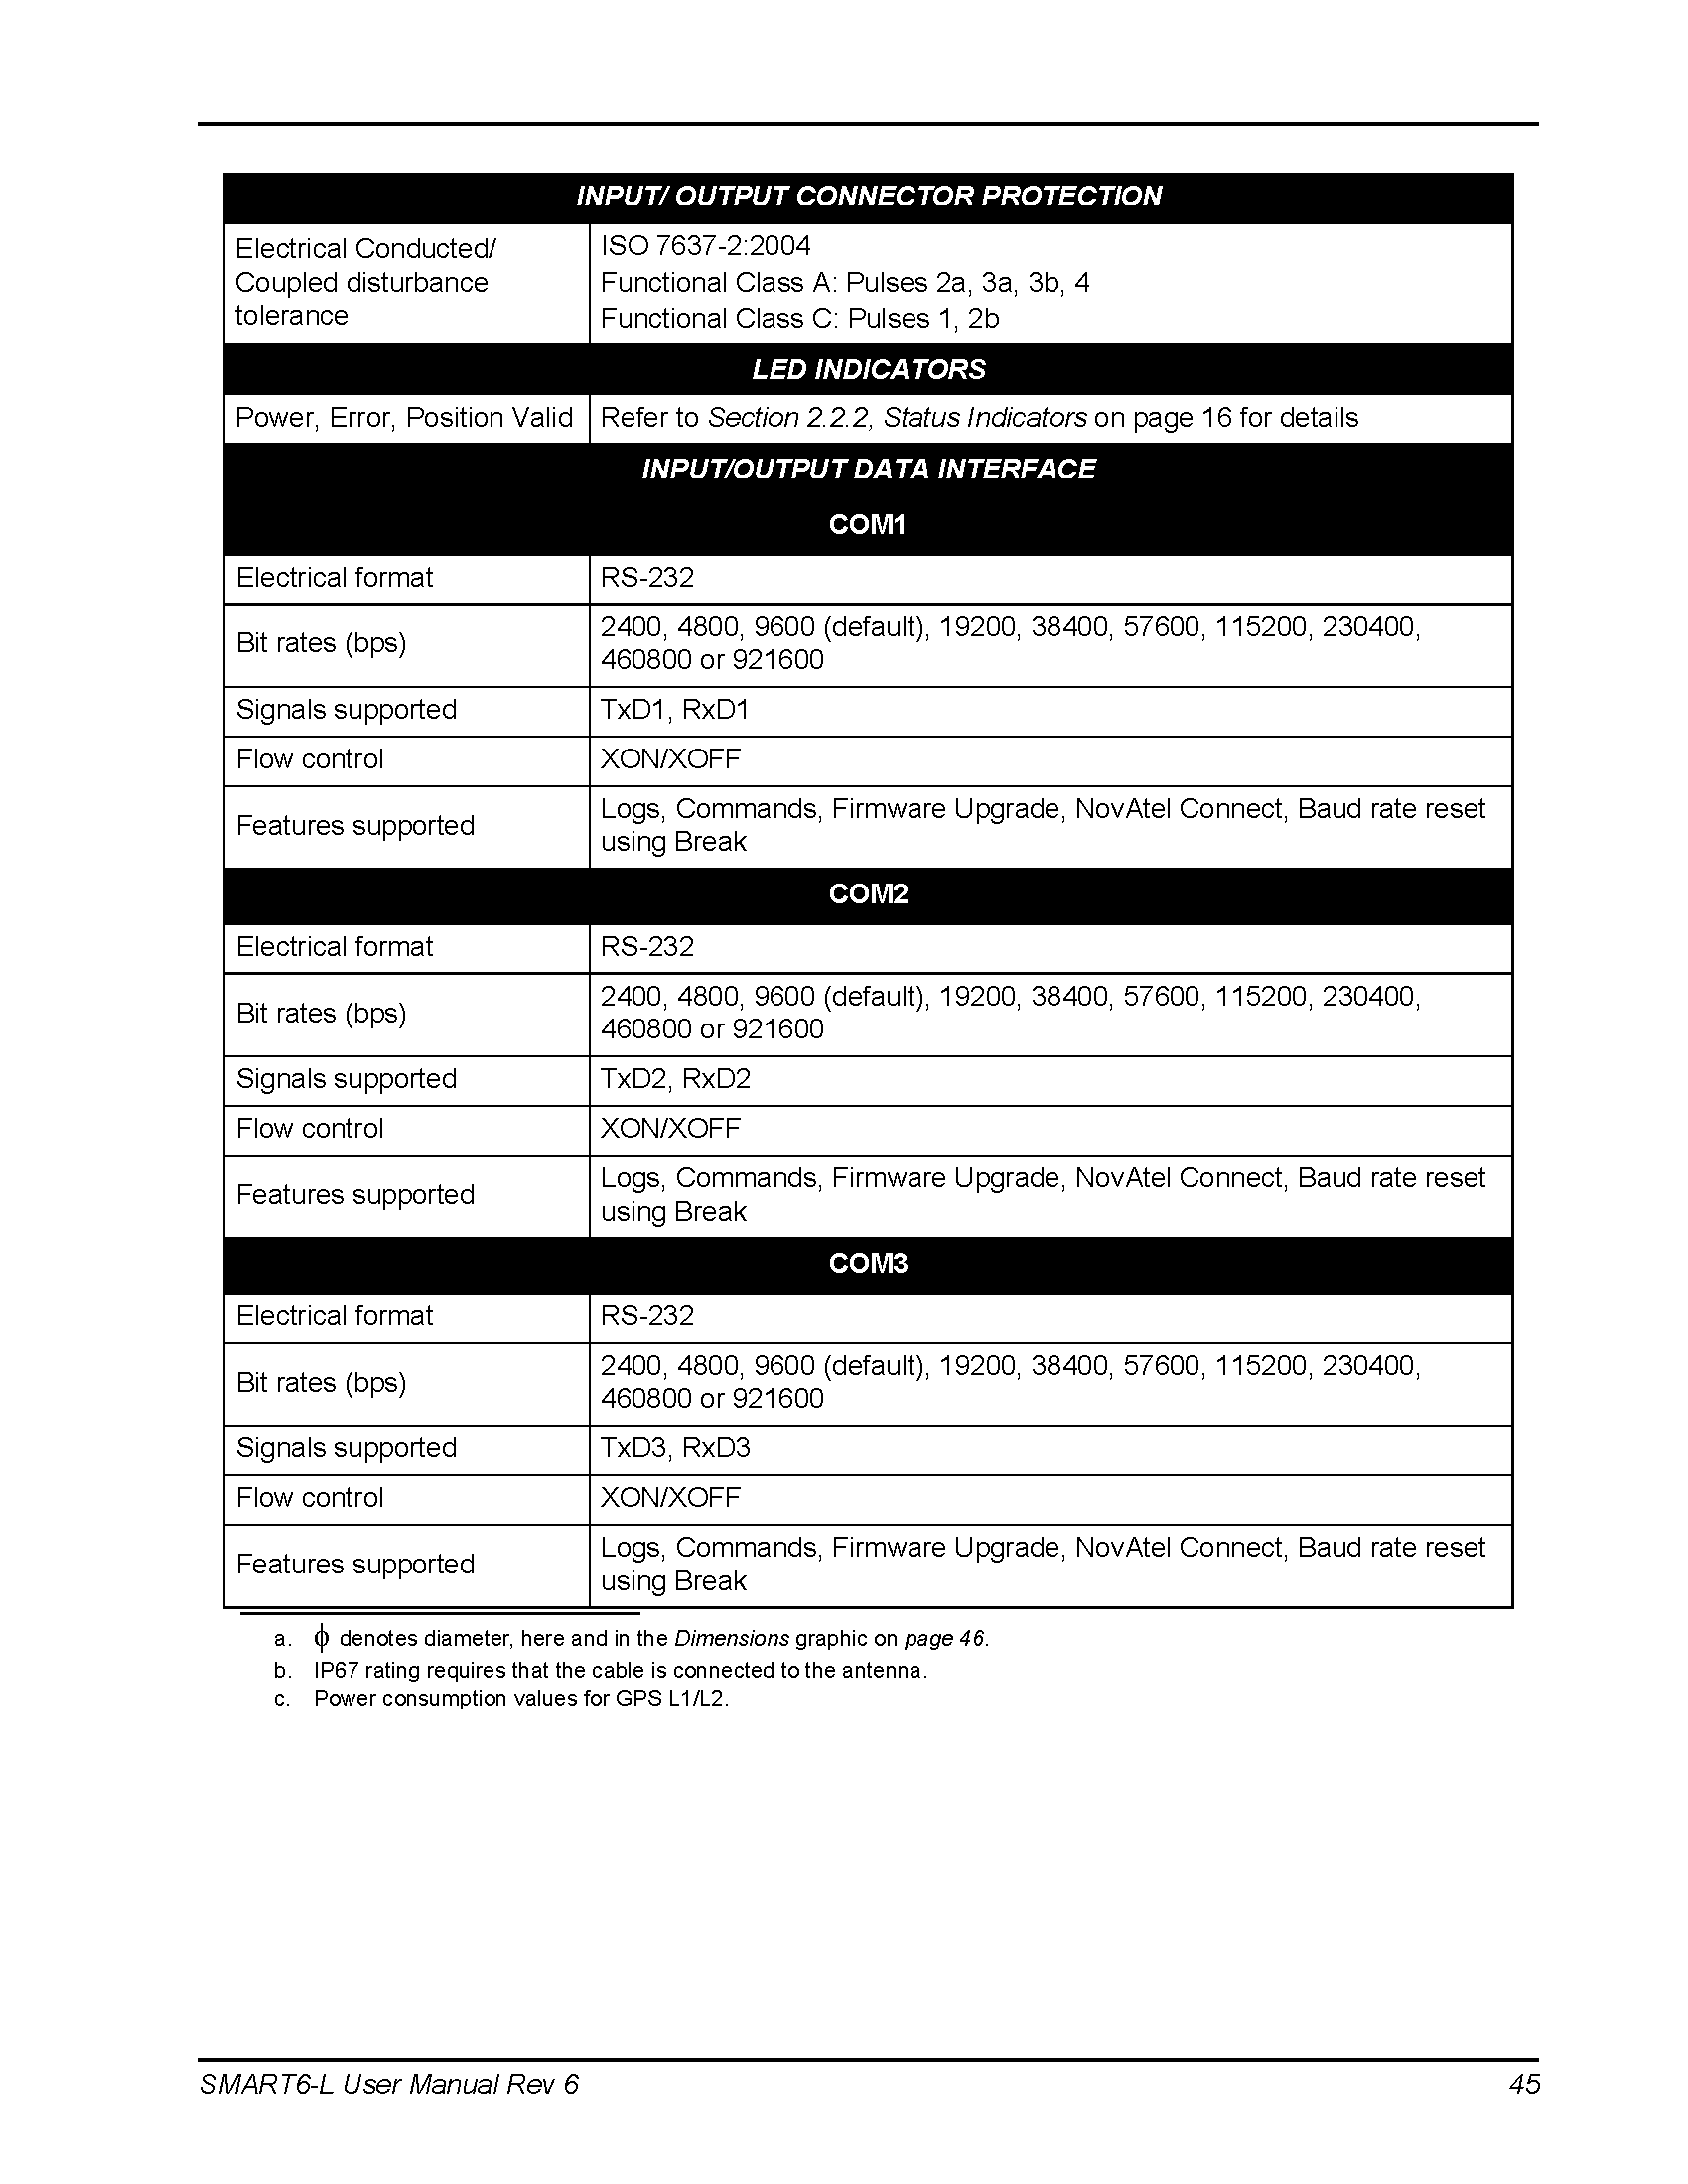 INPUT/ OUTPUT CONNECTOR PROTECTION
Electrical Conducted/
Coupled disturbance
tolerance
ISO 7637-2:2004
Functional Class A: Pulses 2a, 3a, 3b, 4
Functional Class C: Pulses 1, 2b
LED INDICATORS
Power, Error, Position Valid
Refer to Section 2.2.2, Status Indicators on page 16 for details
INPUT/OUTPUT DATA INTERFACE
COM1
Electrical format
RS-232
Bit rates (bps)
2400, 4800, 9600 (default), 19200, 38400, 57600, 115200, 230400,
460800 or 921600
Signals supported
TxD1, RxD1
Flow control
XON/XOFF
Features supported
Logs, Commands, Firmware Upgrade, NovAtel Connect, Baud rate reset
using Break
COM2
Electrical format
RS-232
Bit rates (bps)
2400, 4800, 9600 (default), 19200, 38400, 57600, 115200, 230400,
460800 or 921600
Signals supported
TxD2, RxD2
Flow control
XON/XOFF
Features supported
Logs, Commands, Firmware Upgrade, NovAtel Connect, Baud rate reset
using Break
COM3
Electrical format
RS-232
Bit rates (bps)
2400, 4800, 9600 (default), 19200, 38400, 57600, 115200, 230400,
460800 or 921600
Signals supported
TxD3, RxD3
Flow control
XON/XOFF
Features supported
Logs, Commands, Firmware Upgrade, NovAtel Connect, Baud rate reset
using Break
a. ϕ denotes diameter, here and in the Dimensions graphic on page 46.
b. IP67 rating requires that the cable is connected to the antenna.
c. Power consumption values for GPS L1/L2.
SMART6-L User Manual Rev 6
45